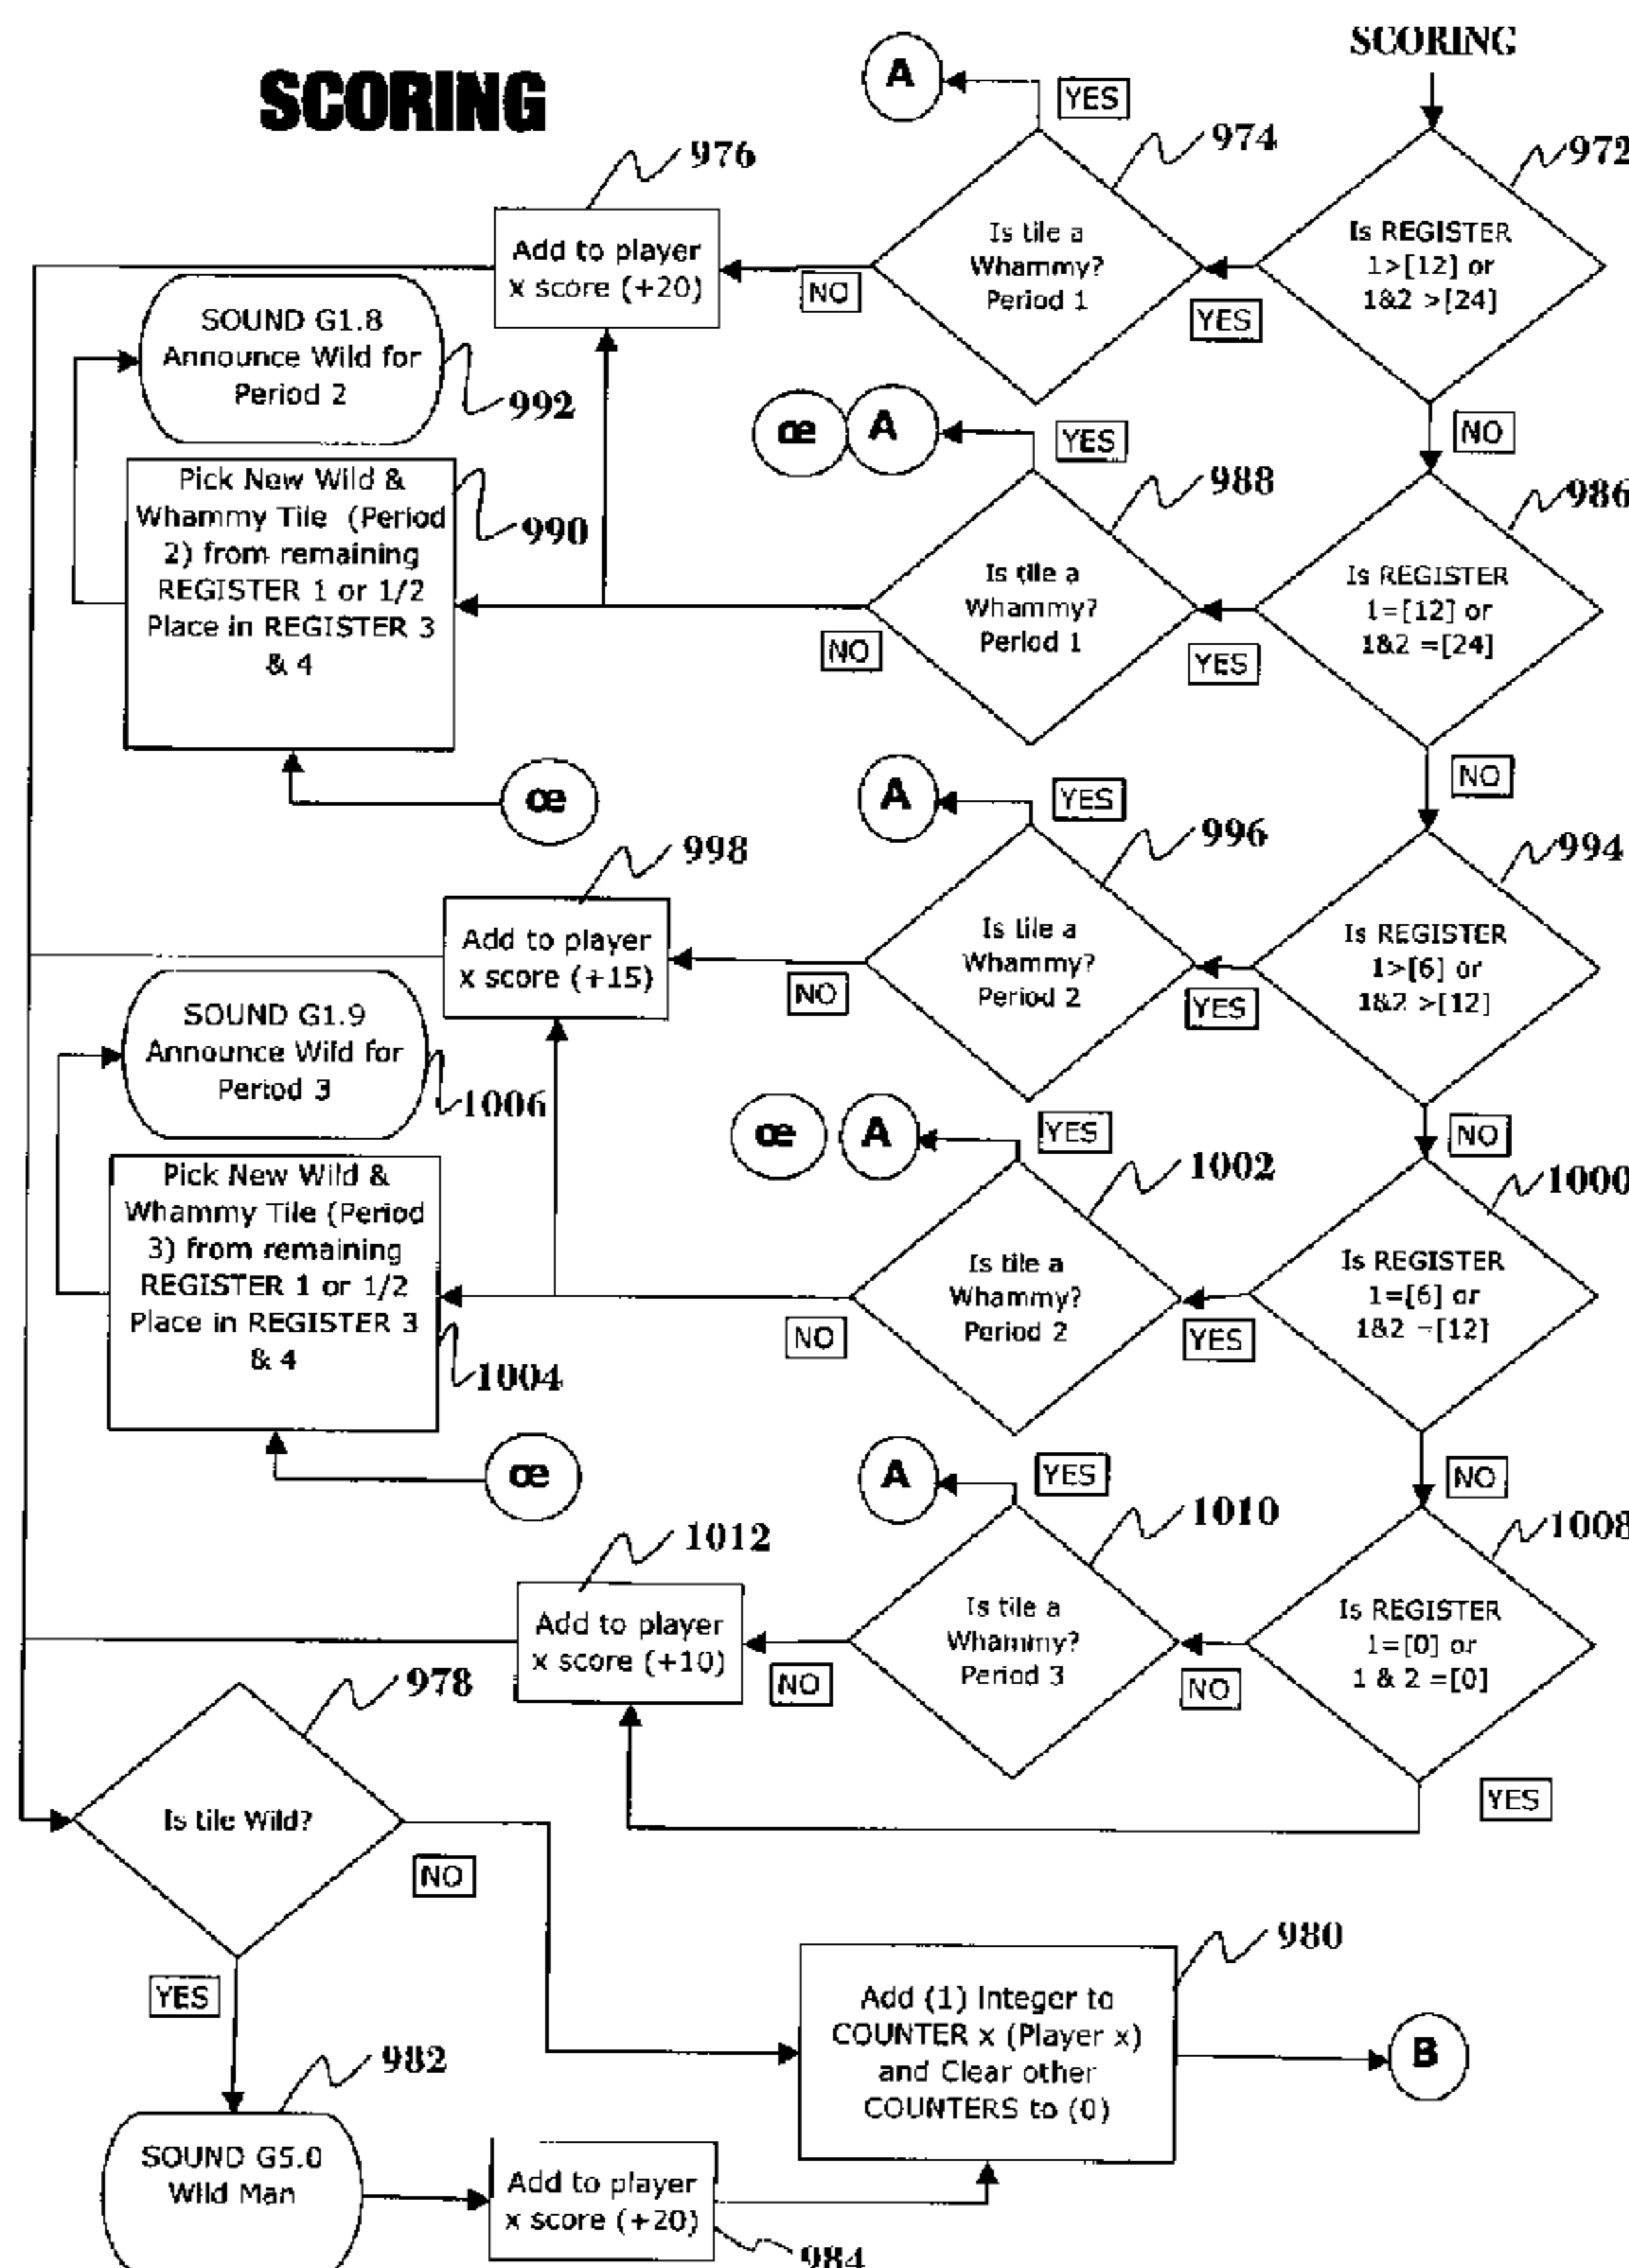 SCORING
SCORING
A
YES
974
972
976
Is REGISTER
1>[12] or
1&2 >[24]
YES
Is tile a
Whammy?
Period 1
NO
Add to player
x score (+20)
SOUND G1.8
Announce Wild for
Period 2
992
NO
œ
A
YES
988
986
Is REGISTER
1=[12] or
1&2 =[24]
YES
Is tile a
Whammy?
Period 1
NO
Pick New Wild &
Whammy Tile (Period
2) from remaining
REGISTER 1 or 1/2
Place in REGISTER 3
& 4
990
œ
NO
A
YES
996
994
998
Is REGISTER
1>[6] or
1&2 >[12]
YES
Is tile a
Whammy?
Period 2
NO
Add to player
x score (+15)
SOUND G1.9
Announce Wild for
Period 3
1006
NO
œ
A
YES
1002
1000
Is REGISTER
1=[6] or
1&2 =[12]
YES
Is tile a
Whammy?
Period 2
NO
Pick New Wild &
Whammy Tile (Period
3) from remaining
REGISTER 1 or 1/2
Place in REGISTER 3
& 4
1004
œ
NO
A
YES
1010
1008
1012
Is REGISTER
1=[0] or
1 & 2 =[0]
NO
Is tile a
Whammy?
Period 3
NO
Add to player
x score (+10)
YES
978
Is tile Wild?
NO
YES
980
Add (1) Integer to
COUNTER x (Player x)
and Clear other
COUNTERS to (0)
B
982
SOUND G5.0
Wild Man
Add to player
x score (+20)
984